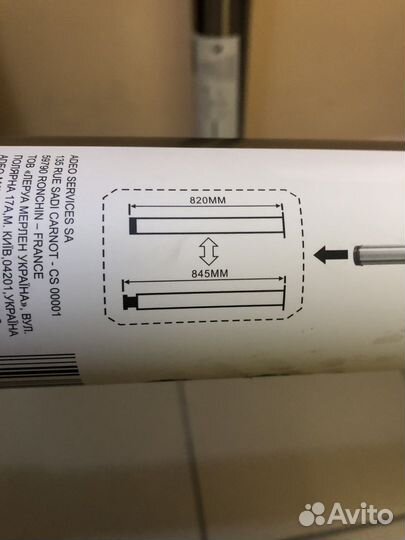 ADEO SERVICES SA
135 RUE SADI CARNOT - CS 00001
59790 RONCHIN – FRANCE
ТОВ «ЛЕРУА МЕРЛЕН УКРАЇНА», ВУЛ.
ПОЛЯРНА 17А,М. КИЇВ,04201,УКРАЇНА
820MM
845MM
Avito